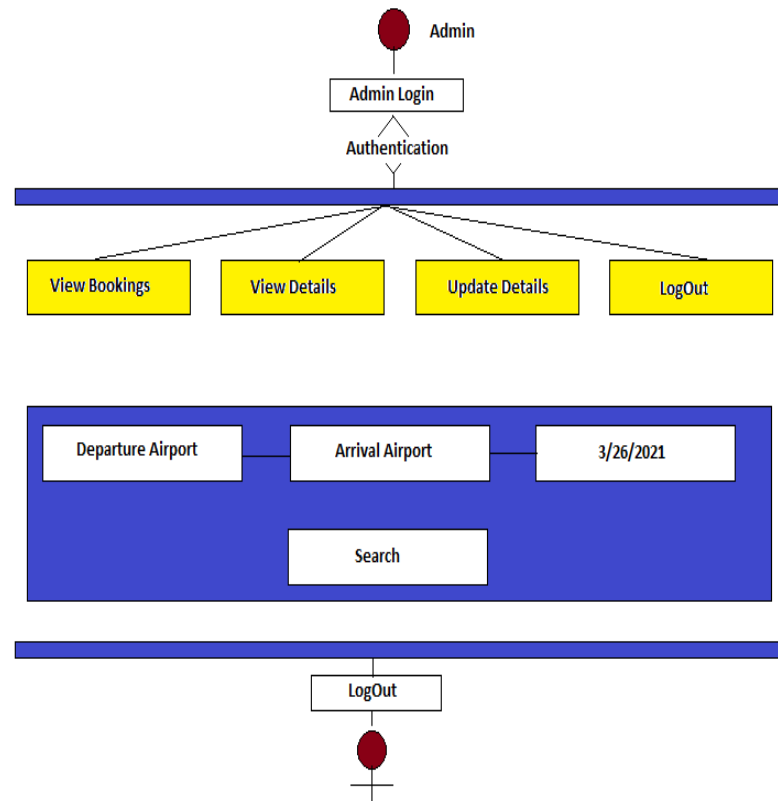 Admin
Admin Login
Authentication
View Bookings
View Details
Update Details
LogOut
Departure Airport
Arrival Airport
3/26/2021
Search
LogOut